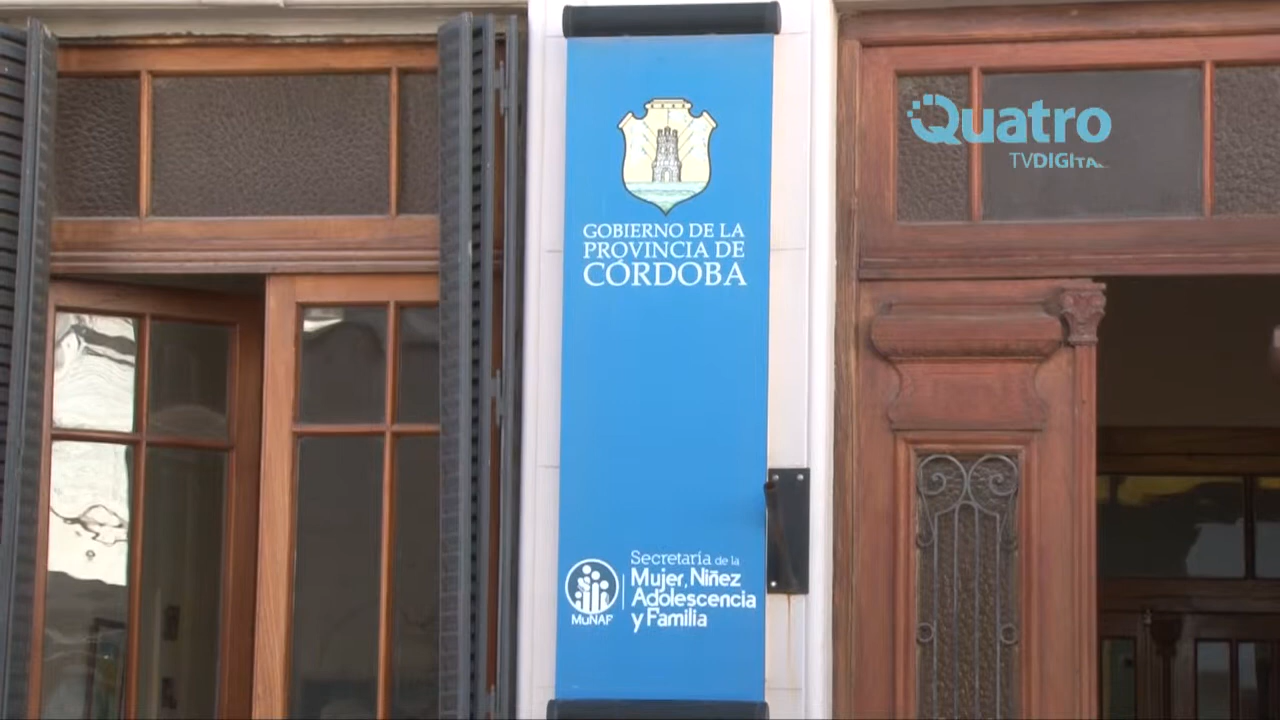 Quatro
TVDIGITAL
GOBIERNO DE LA
PROVINCIA DE
CÓRDOBA
Secretaría de la
Mujer, Niñez
Adolescencia
y Familia
MuNAF